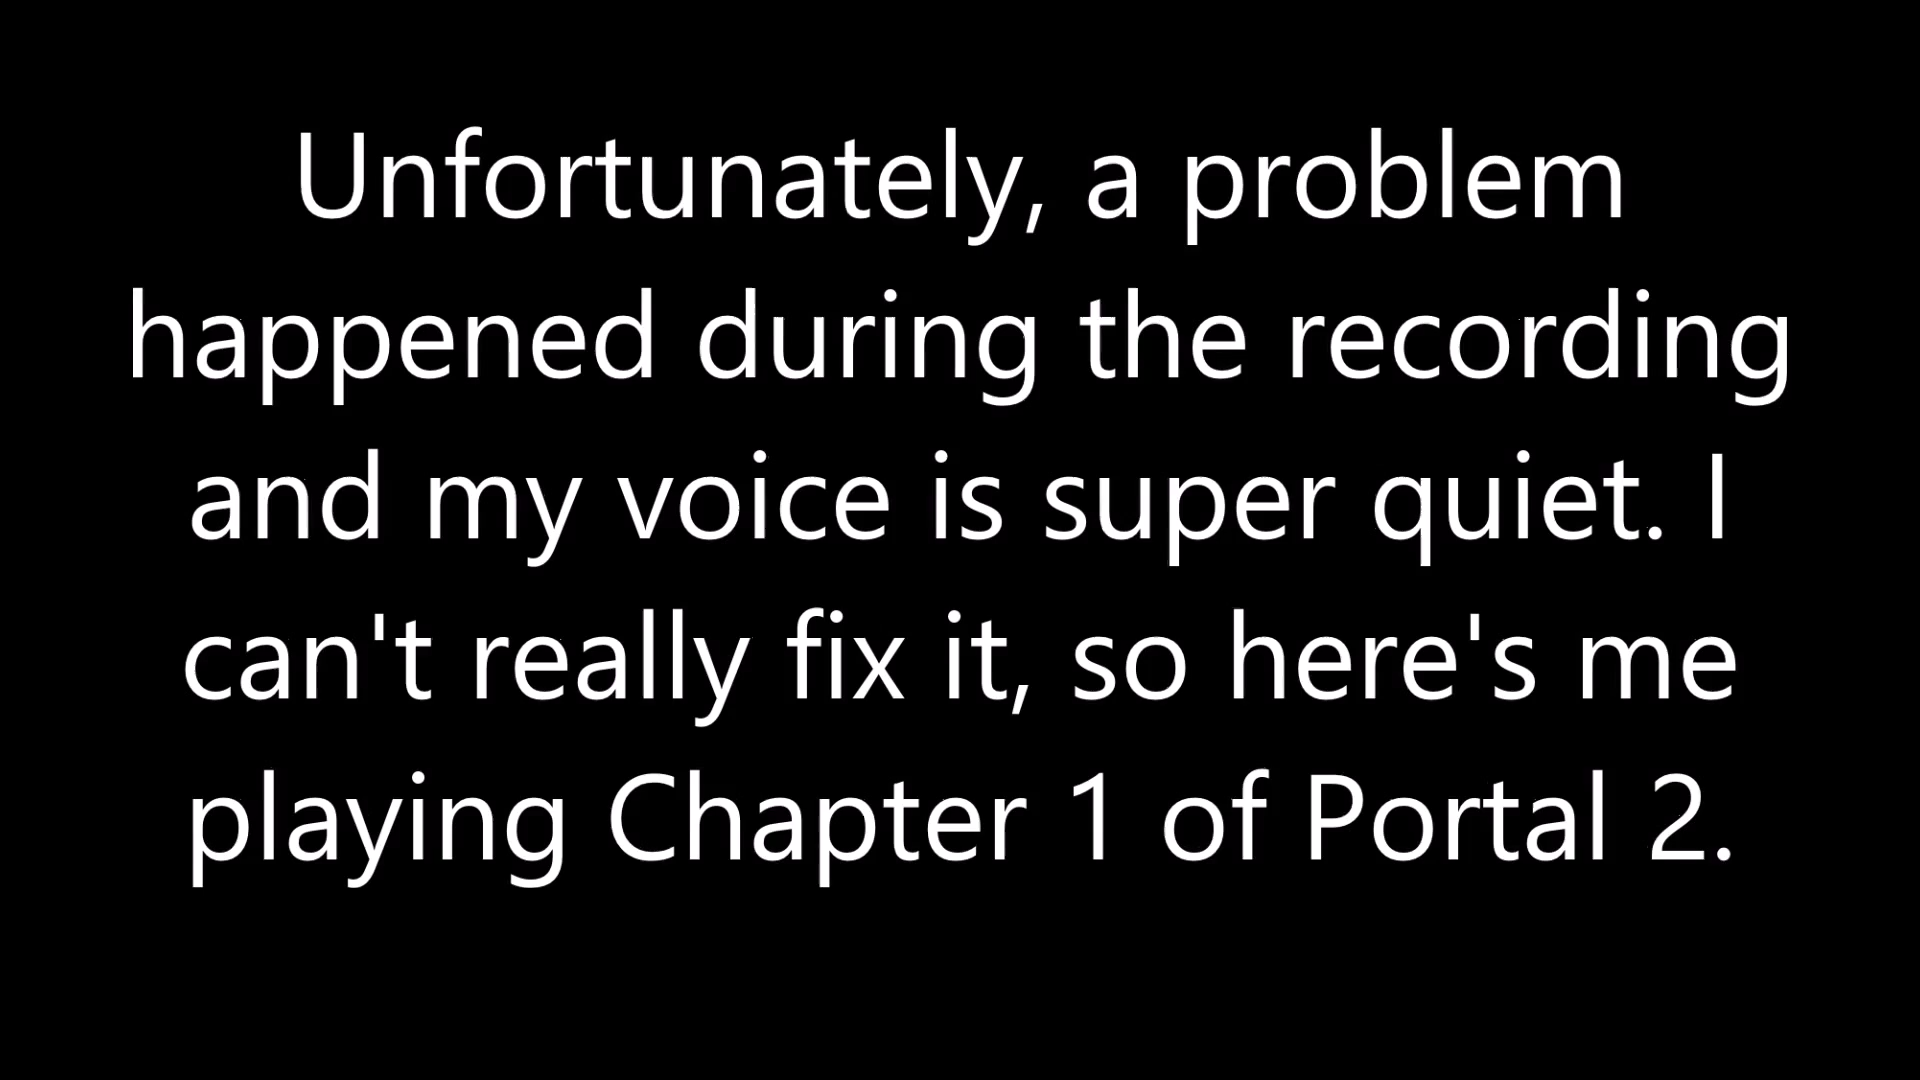 Unfortunately, a problem
happened during the recording
and my voice is super quiet. I
can't really fix it, so here's me
playing Chapter 1 of Portal 2.